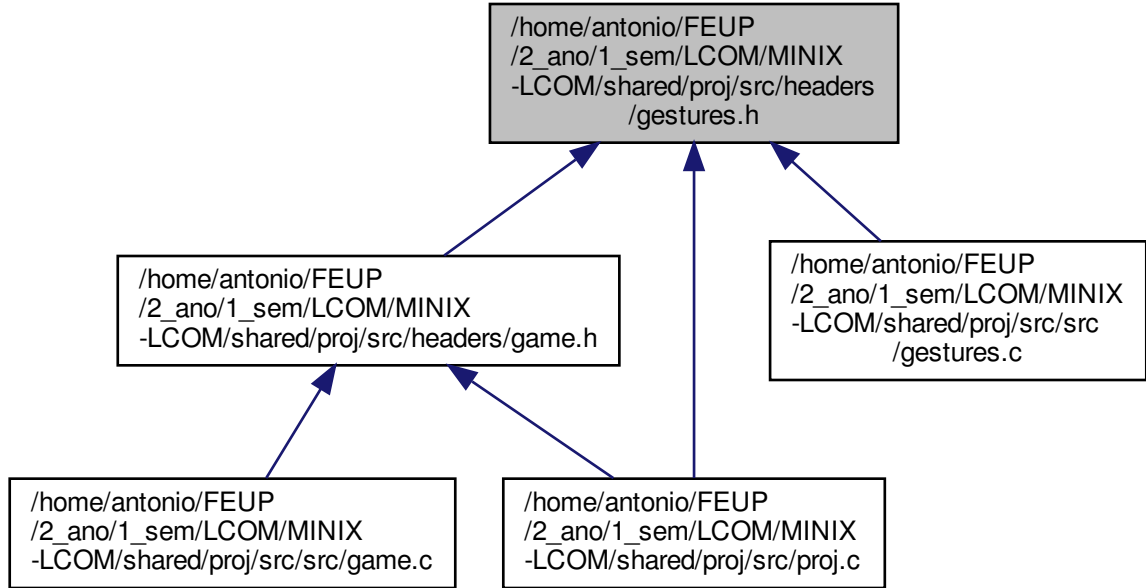 /home/antonio/FEUP
/2_ano/1_sem/LCOM/MINIX
-LCOM/shared/proj/src/headers
/gestures.h
/home/antonio/FEUP
/2_ano/1_sem/LCOM/MINIX
-LCOM/shared/proj/src/headers/game.h
/home/antonio/FEUP
/2_ano/1_sem/LCOM/MINIX
-LCOM/shared/proj/src/src
/gestures.c
/home/antonio/FEUP
/2_ano/1_sem/LCOM/MINIX
-LCOM/shared/proj/src/src/game.c
/home/antonio/FEUP
/2_ano/1_sem/LCOM/MINIX
-LCOM/shared/proj/src/proj.c